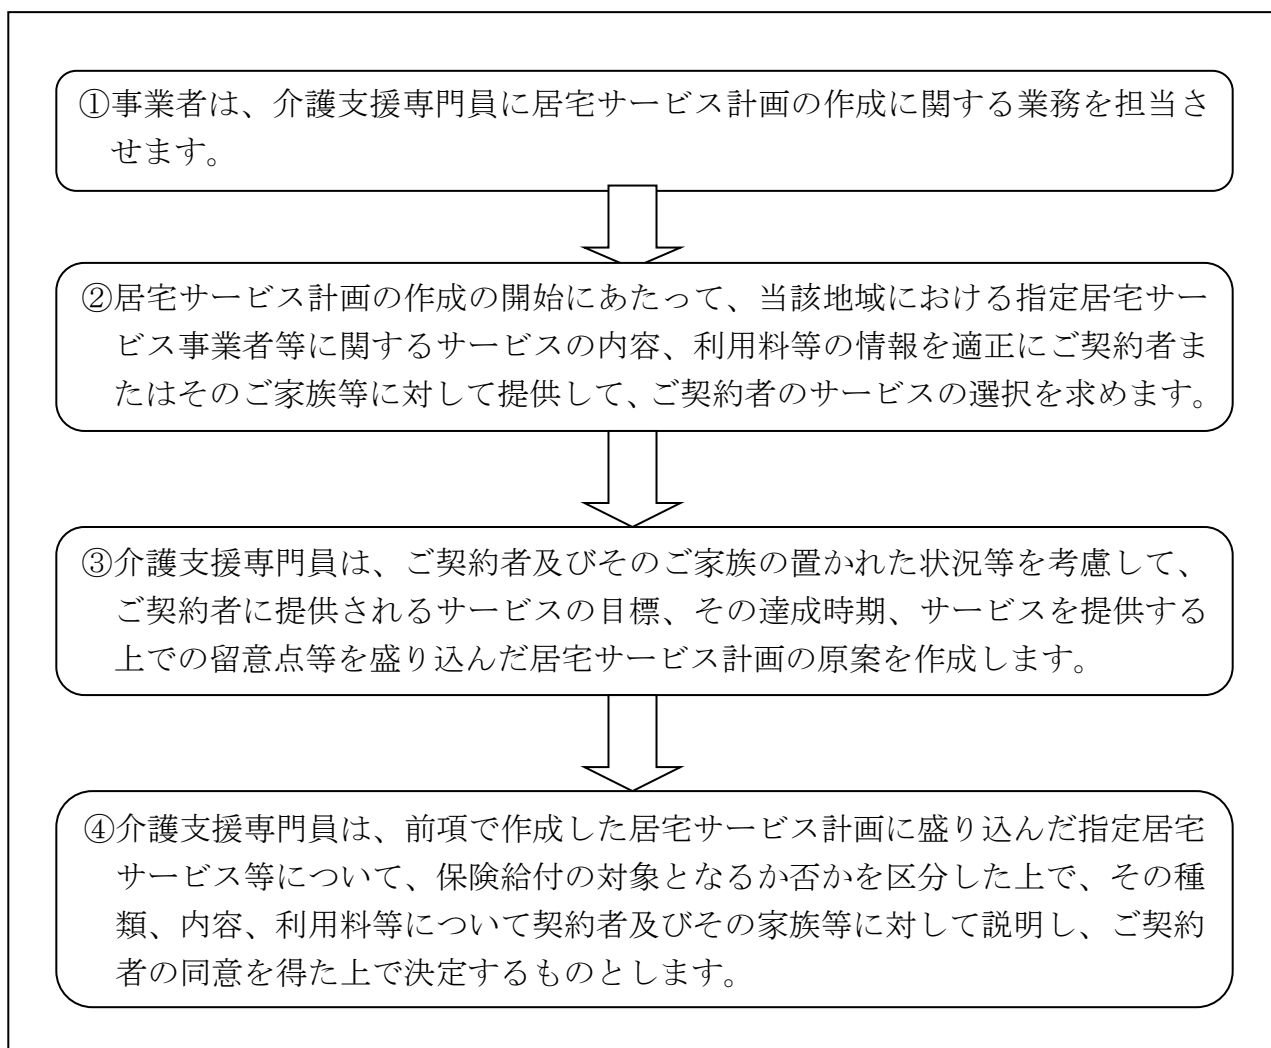 ①事業者は、介護支援専門員に居宅サービス計画の作成に関する業務を担当さ
せます。
②居宅サービス計画の作成の開始にあたって、当該地域における指定居宅サー
ビス事業者等に関するサービスの内容、利用料等の情報を適正にご契約者ま
たはそのご家族等に対して提供して、ご契約者のサービスの選択を求めます。
③介護支援専門員は、ご契約者及びそのご家族の置かれた状況等を考慮して、
ご契約者に提供されるサービスの目標、その達成時期、サービスを提供する
上での留意点等を盛り込んだ居宅サービス計画の原案を作成します。
④介護支援専門員は、前項で作成した居宅サービス計画に盛り込んだ指定居宅
サービス等について、保険給付の対象となるか否かを区分した上で、その種
類、内容、利用料等について契約者及びその家族等に対して説明し、ご契約
者の同意を得た上で決定するものとします。